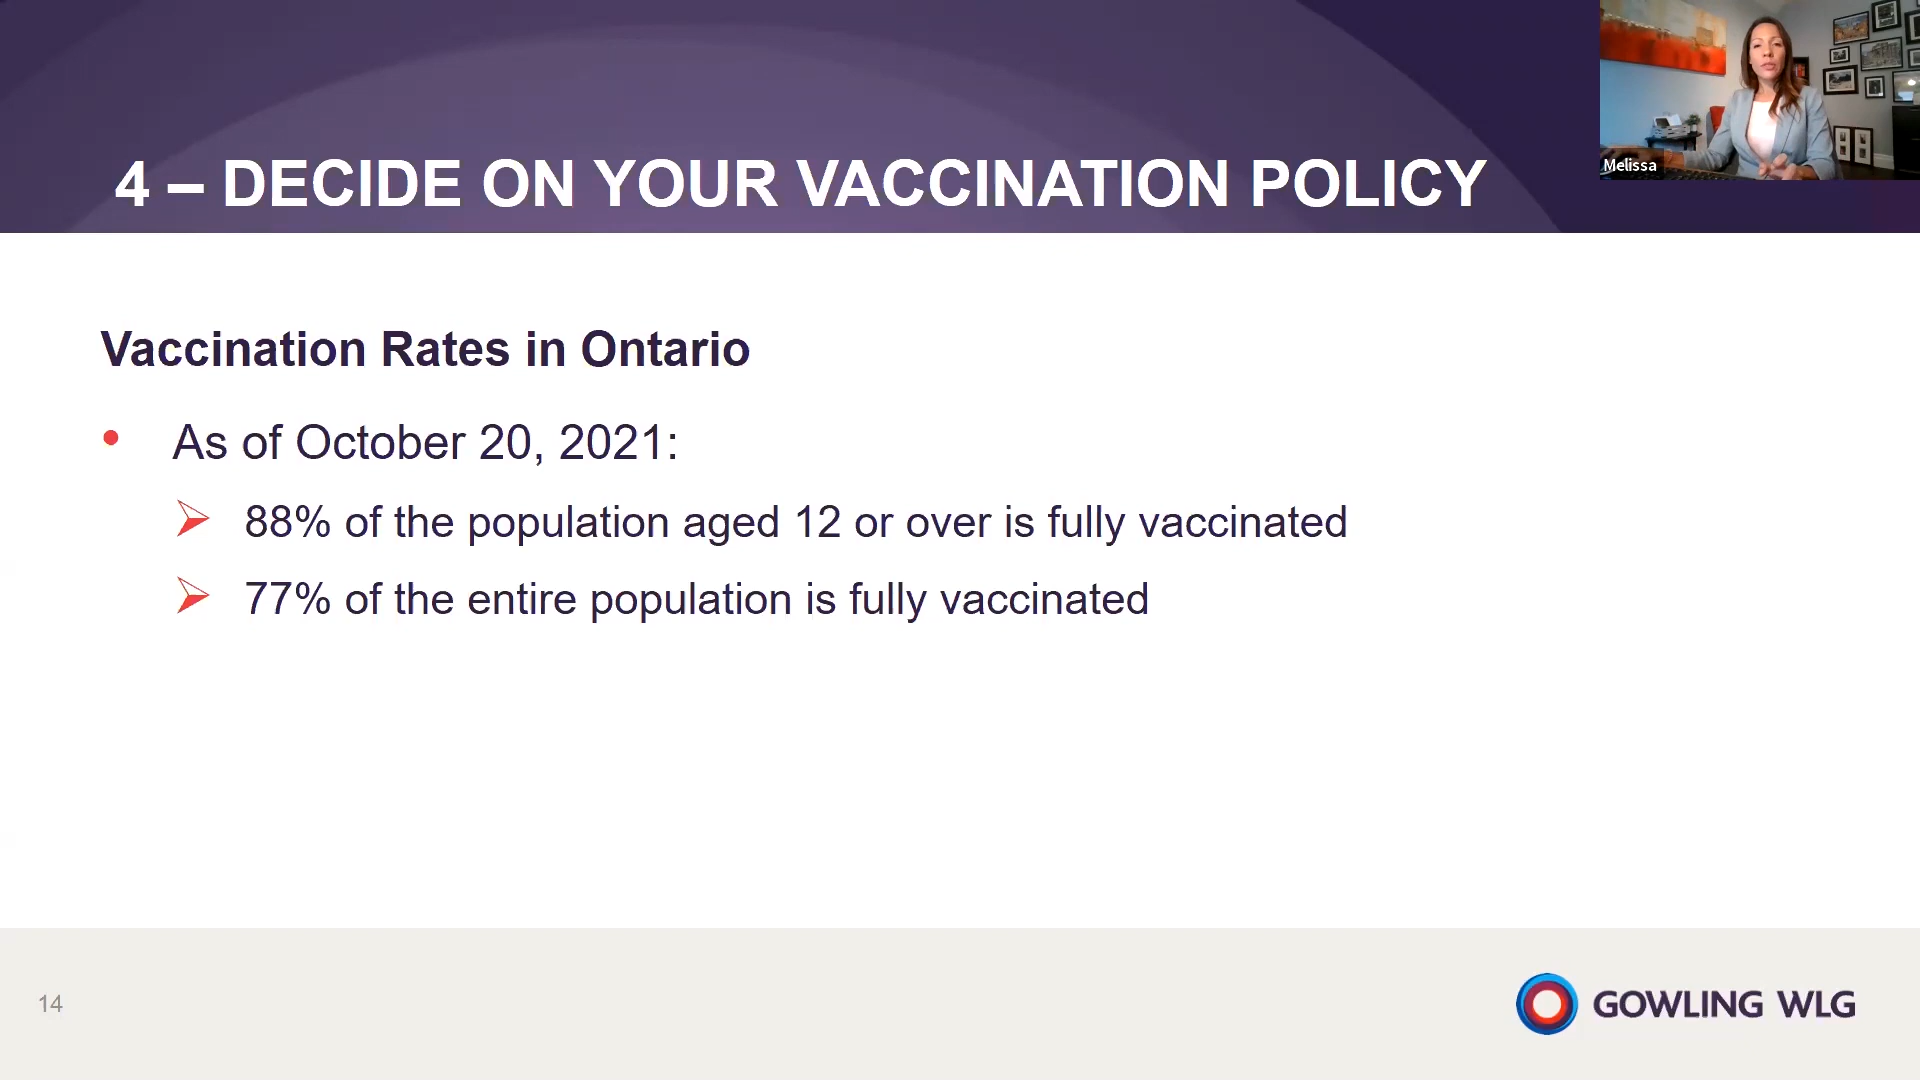 4 – DECIDE ON YOUR VACCINATION POLICY
Melissa
Vaccination Rates in Ontario
• As of October 20, 2021:
➢ 88% of the population aged 12 or over is fully vaccinated
➢ 77% of the entire population is fully vaccinated
14
GOWLING WLG